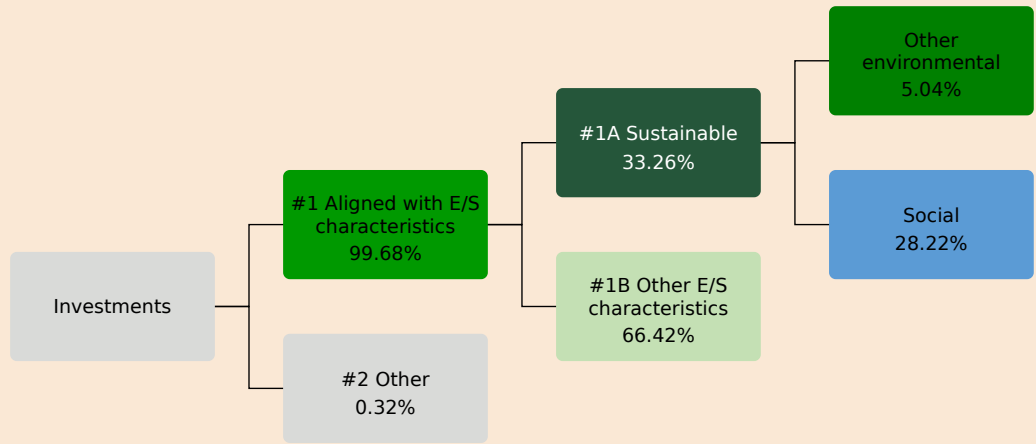 Investments
#1 Aligned with E/S
characteristics
99.68%
#2 Other
0.32%
#1A Sustainable
33.26%
#1B Other E/S
characteristics
66.42%
Other
environmental
5.04%
Social
28.22%